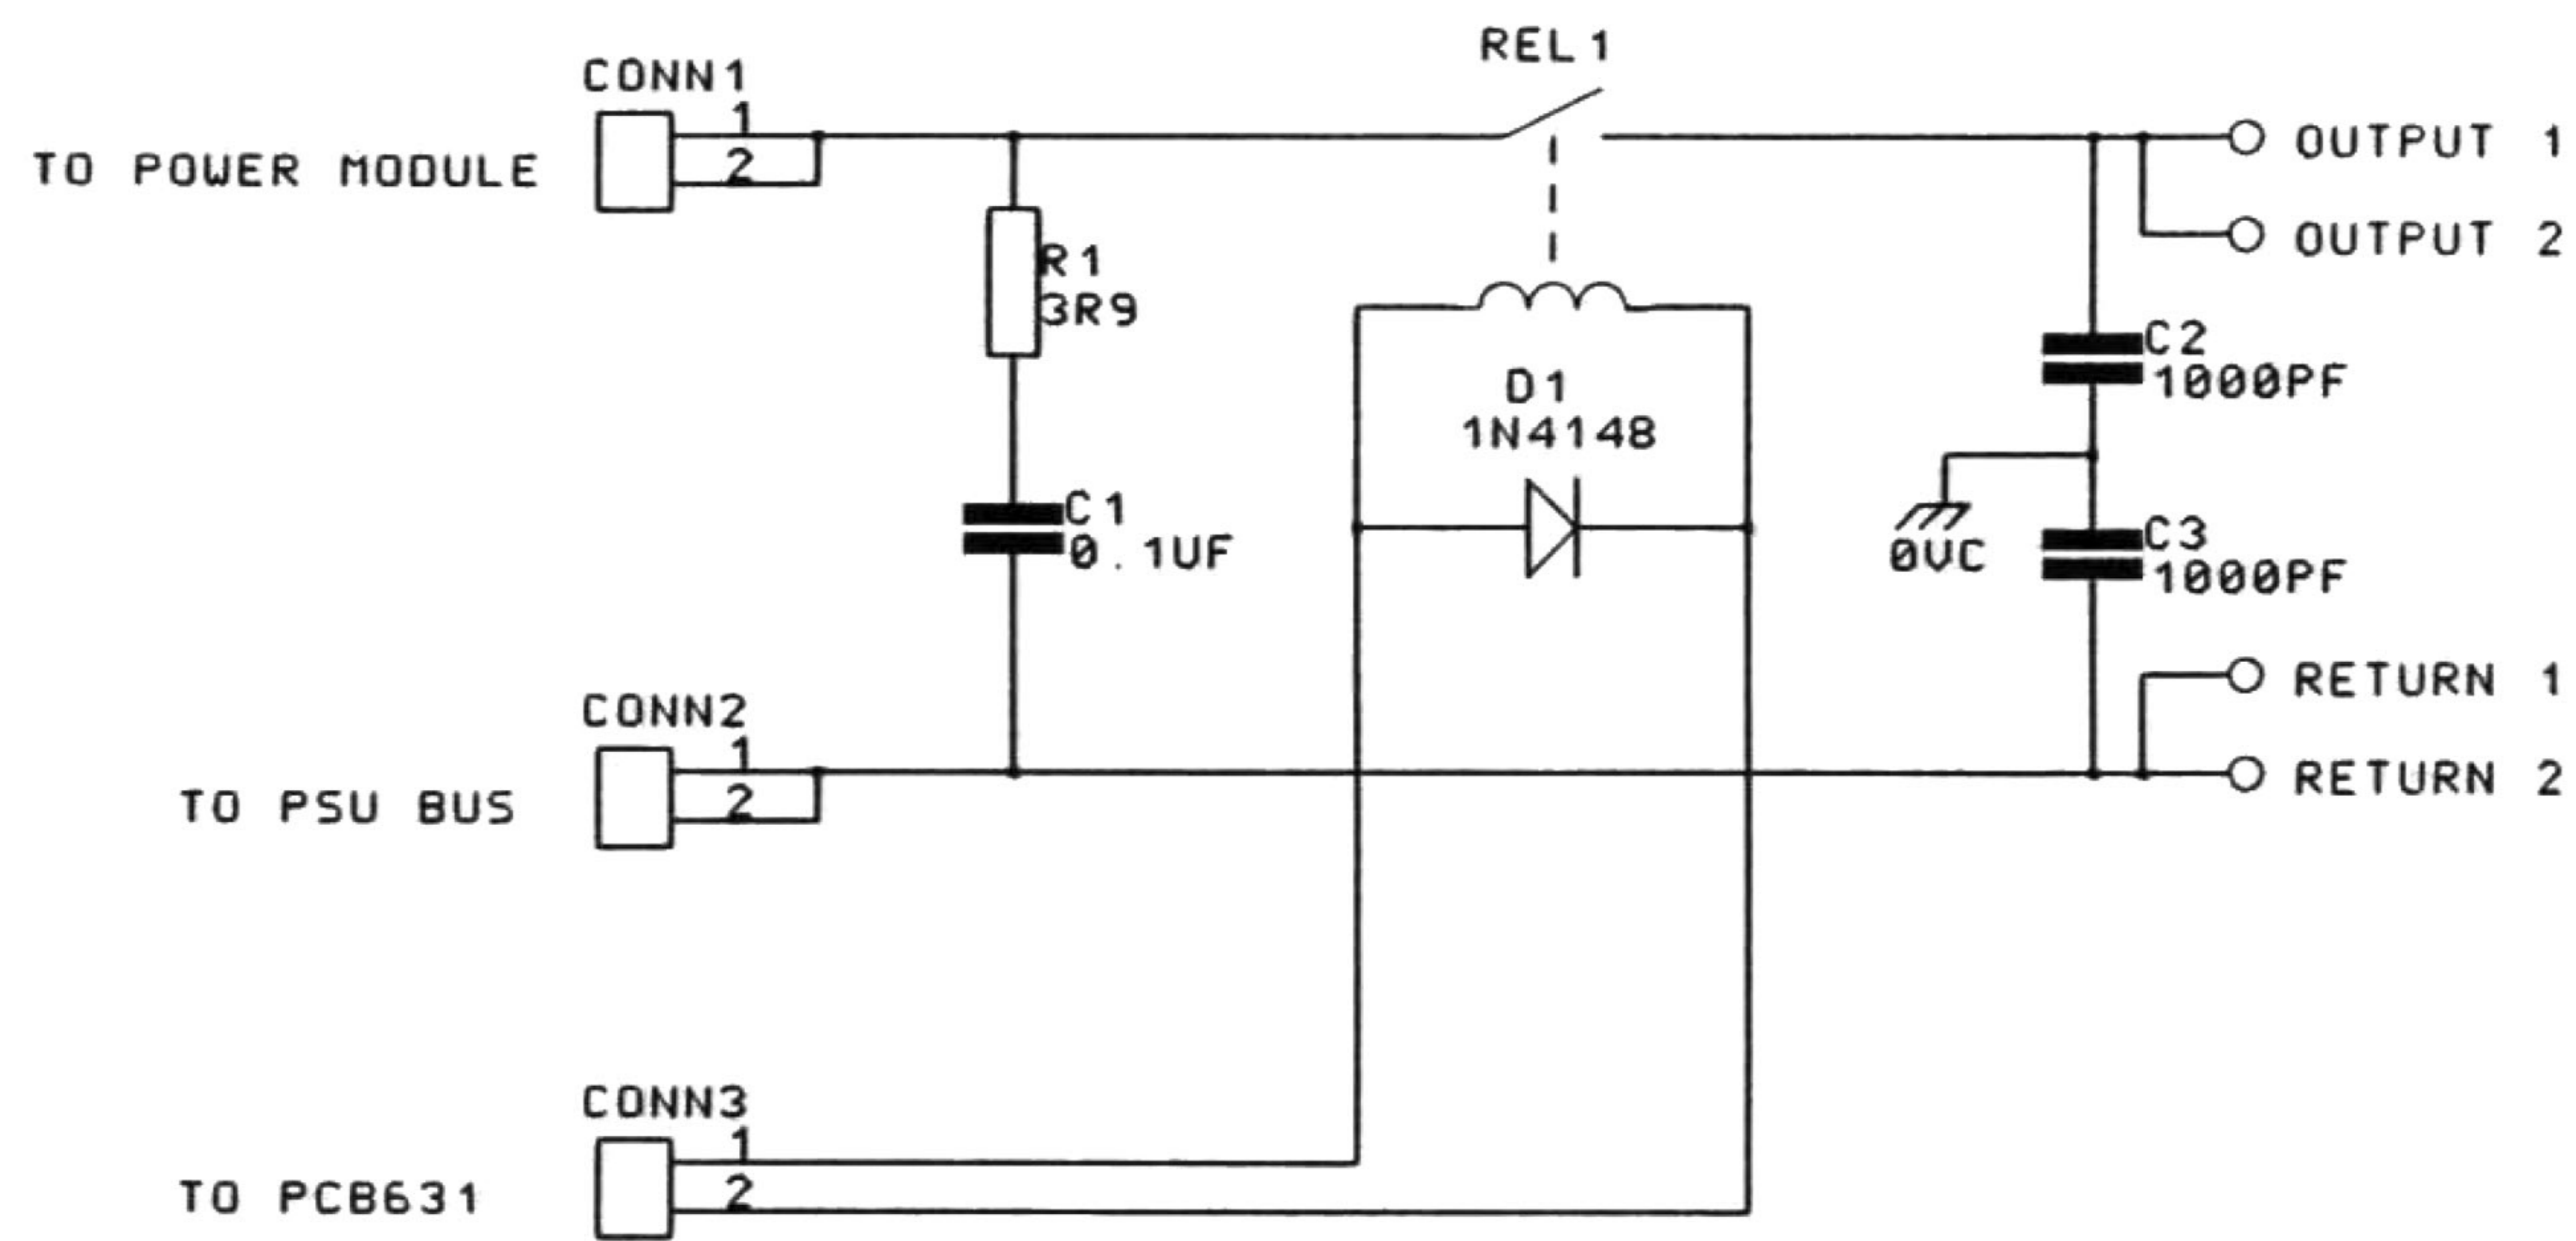 REL1
CONN1
1
TO POWER MODULE
2
OUTPUT 1
OUTPUT 2
R1
3R9
C2
1000PF
D1
1N4148
C1
0.1UF
0VC
C3
1000PF
RETURN 1
CONN2
1
TO PSU BUS
2
RETURN 2
CONN3
1
TO PCB631
2